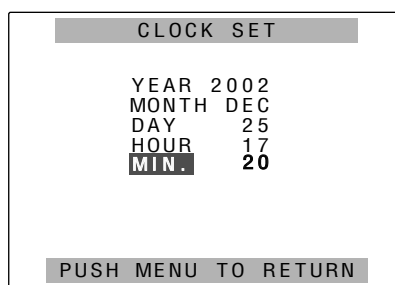 CLOCK SET
YEAR 2002
MONTH DEC
DAY 25
HOUR 17
MIN. 20
PUSH MENU TO RETURN